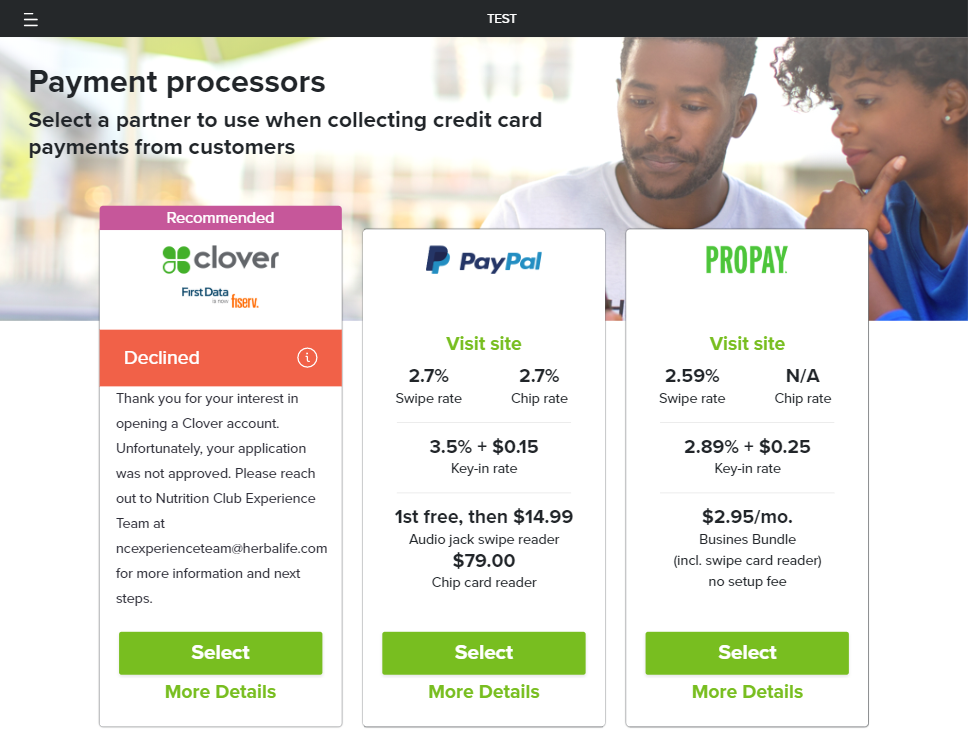 TEST
Payment processors
Select a partner to use when collecting credit card
payments from customers
Recommended
clover
First Data
is now fiserv.
Declined
Thank you for your interest in
opening a Clover account.
Unfortunately, your application
was not approved. Please reach
out to Nutrition Club Experience
Team at
ncexperienceteam@herbalife.com
for more information and next
steps.
Select
More Details
PayPal
Visit site
2.7% 2.7%
Swipe rate Chip rate
3.5% + $0.15
Key-in rate
1st free, then $14.99
Audio jack swipe reader
$79.00
Chip card reader
Select
More Details
PROPAY.
Visit site
2.59% N/A
Swipe rate Chip rate
2.89% + $0.25
Key-in rate
$2.95/mo.
Busines Bundle
(incl. swipe card reader)
no setup fee
Select
More Details